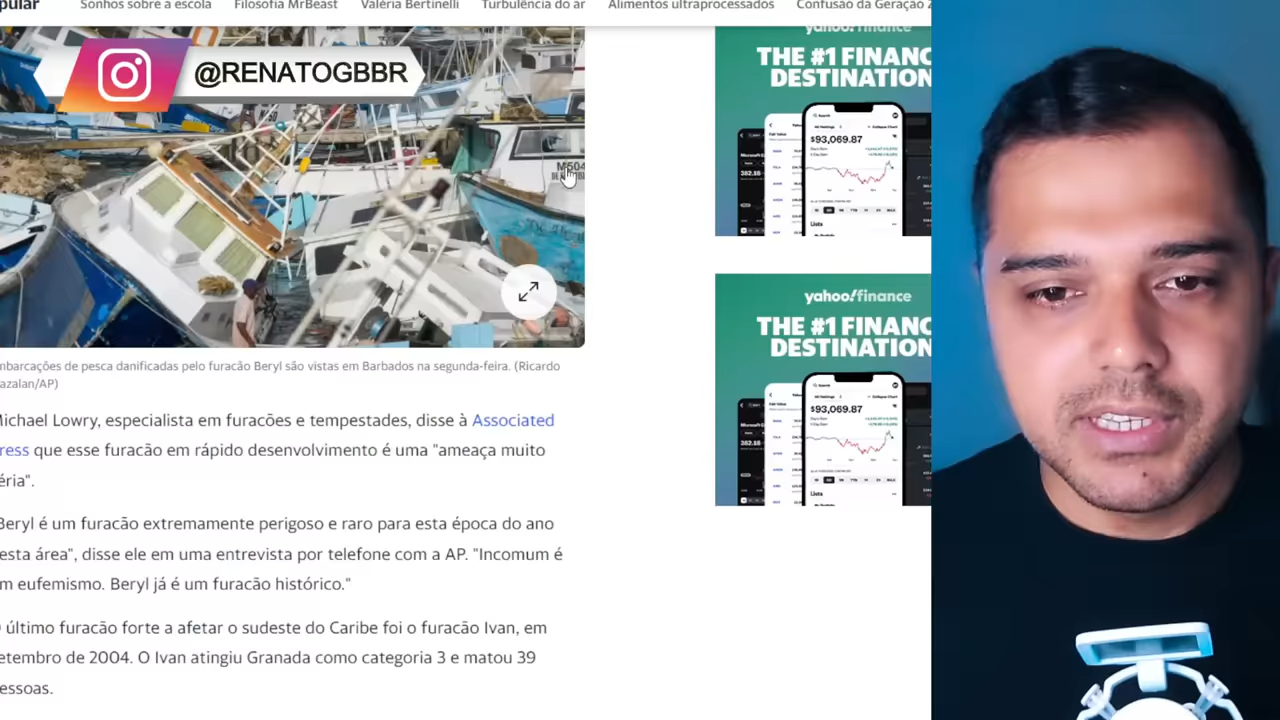 pular Sonhos sobre a escola Filosofia MrBeast Valéria Bertinelli Turbulência do ar Alimentos ultraprocessados Confusão da Geração Z
@RENATOGBBR
yahoo!finance
THE #1 FINANC
DESTINATION
$93,069.87
Lists
yahoo!finance
THE #1 FINANC
DESTINATION
$93,069.87
Lists
mbarcações de pesca danificadas pelo furacão Beryl são vistas em Barbados na segunda-feira. (Ricardo
azalan/AP)
Michael Lowry, especialista em furacões e tempestades, disse à Associated
ress que esse furacão em rápido desenvolvimento é uma "ameaça muito
éria".
Beryl é um furacão extremamente perigoso e raro para esta época do ano
esta área", disse ele em uma entrevista por telefone com a AP. "Incomum é
m eufemismo. Beryl já é um furacão histórico."
último furacão forte a afetar o sudeste do Caribe foi o furacão Ivan, em
etembro de 2004. O Ivan atingiu Granada como categoria 3 e matou 39
essoas.